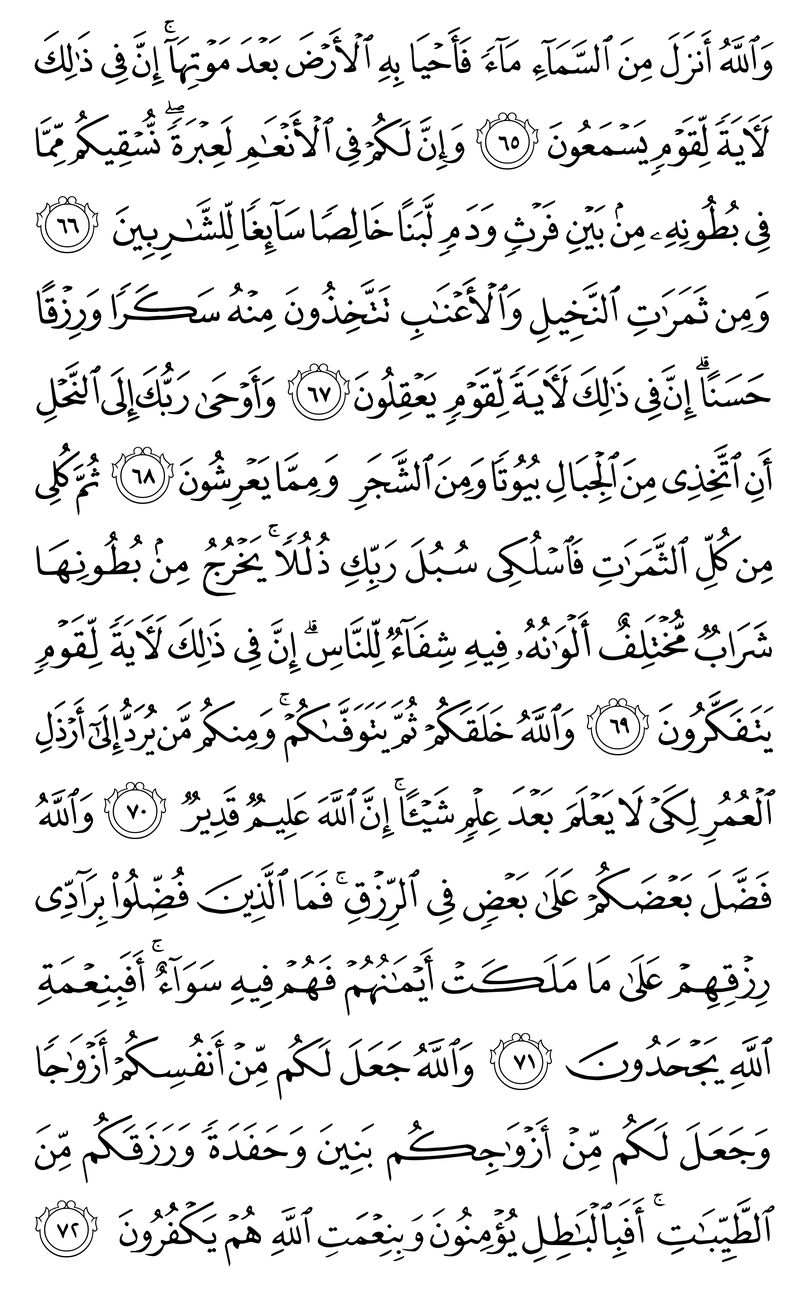 وَٱللَّهُ أَنزَلَ مِنَ ٱلسَّمَآءِ مَآءٗ فَأَحۡيَا بِهِ ٱلۡأَرۡضَ بَعۡدَ مَوۡتِهَآۚ إِنَّ فِي ذَٰلِكَ
لَأٓيَةٗ لِّقَوۡمٖ يَسۡمَعُونَ ٦٥ وَإِنَّ لَكُمۡ فِي ٱلۡأَنۡعَٰمِ لَعِبۡرَةٗۖ نُّسۡقِيكُم مِّمَّا
فِي بُطُونِهِۦ مِنۢ بَيۡنِ فَرۡثٖ وَدَمٖ لَّبَنًا خَالِصٗا سَآئِغٗا لِّلشَّٰرِبِينَ ٦٦
وَمِن ثَمَرَٰتِ ٱلنَّخِيلِ وَٱلۡأَعۡنَٰبِ تَتَّخِذُونَ مِنۡهُ سَكَرٗا وَرِزۡقًا
حَسَنًاۚ إِنَّ فِي ذَٰلِكَ لَأٓيَةٗ لِّقَوۡمٖ يَعۡقِلُونَ ٦٧ وَأَوۡحَىٰ رَبُّكَ إِلَى ٱلنَّحۡلِ
أَنِ ٱتَّخِذِي مِنَ ٱلۡجِبَالِ بُيُوتٗا وَمِنَ ٱلشَّجَرِ وَمِمَّا يَعۡرِشُونَ ٦٨ ثُمَّ كُلِي
مِن كُلِّ ٱلثَّمَرَٰتِ فَٱسۡلُكِي سُبُلَ رَبِّكِ ذُلُلٗاۚ يَخۡرُجُ مِنۢ بُطُونِهَا
شَرَابٞ مُّخۡتَلِفٌ أَلۡوَٰنُهُۥ فِيهِ شِفَآءٞ لِّلنَّاسِۚ إِنَّ فِي ذَٰلِكَ لَأٓيَةٗ لِّقَوۡمٖ
يَتَفَكَّرُونَ ٦٩ وَٱللَّهُ خَلَقَكُمۡ ثُمَّ يَتَوَفَّىٰكُمۡۚ وَمِنكُم مَّن يُرَدُّ إِلَىٰٓ أَرۡذَلِ
ٱلۡعُمُرِ لِكَيۡ لَا يَعۡلَمَ بَعۡدَ عِلۡمٖ شَيۡـًٔاۚ إِنَّ ٱللَّهَ عَلِيمٞ قَدِيرٞ ٧٠ وَٱللَّهُ
فَضَّلَ بَعۡضَكُمۡ عَلَىٰ بَعۡضٖ فِي ٱلرِّزۡقِۚ فَمَا ٱلَّذِينَ فُضِّلُواْ بِرَآدِّي
رِزۡقِهِمۡ عَلَىٰ مَا مَلَكَتۡ أَيۡمَٰنُهُمۡ فَهُمۡ فِيهِ سَوَآءٌۚ أَفَبِنِعۡمَةِ
ٱللَّهِ يَجۡحَدُونَ ٧١ وَٱللَّهُ جَعَلَ لَكُم مِّنۡ أَنفُسِكُمۡ أَزۡوَٰجٗا
وَجَعَلَ لَكُم مِّنۡ أَزۡوَٰجِكُم بَنِينَ وَحَفَدَةٗ وَرَزَقَكُم مِّنَ
ٱلطَّيِّبَٰتِۚ أَفَبِٱلۡبَٰطِلِ يُؤۡمِنُونَ وَبِنِعۡمَتِ ٱللَّهِ هُمۡ يَكۡفُرُونَ ٧٢